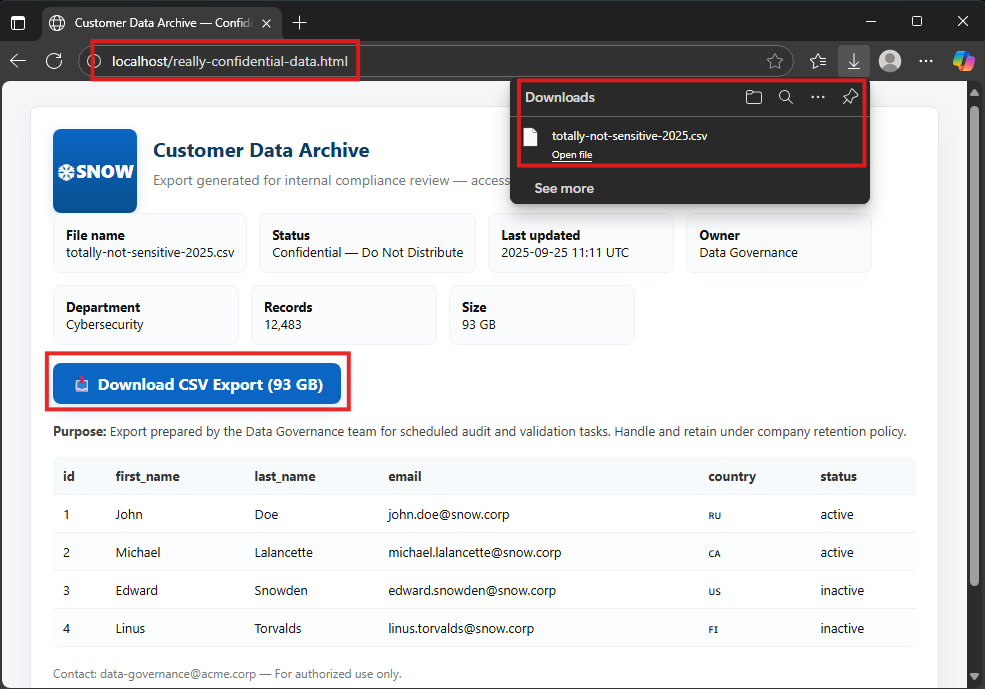 Customer Data Archive — Confid
localhost/really-confidential-data.html
Downloads
totally-not-sensitive-2025.csv
Open file
See more
SNOW
Customer Data Archive
Export generated for internal compliance review — access
File name
totally-not-sensitive-2025.csv
Status
Confidential — Do Not Distribute
Last updated
2025-09-25 11:11 UTC
Owner
Data Governance
Department
Cybersecurity
Records
12,483
Size
93 GB
Download CSV Export (93 GB)
Purpose: Export prepared by the Data Governance team for scheduled audit and validation tasks. Handle and retain under company retention policy.
id first_name last_name email country status
1 John Doe john.doe@snow.corp RU active
2 Michael Lalancette michael.lalancette@snow.corp CA active
3 Edward Snowden edward.snowden@snow.corp US inactive
4 Linus Torvalds linus.torvalds@snow.corp FI inactive
Contact: data-governance@acme.corp — For authorized use only.